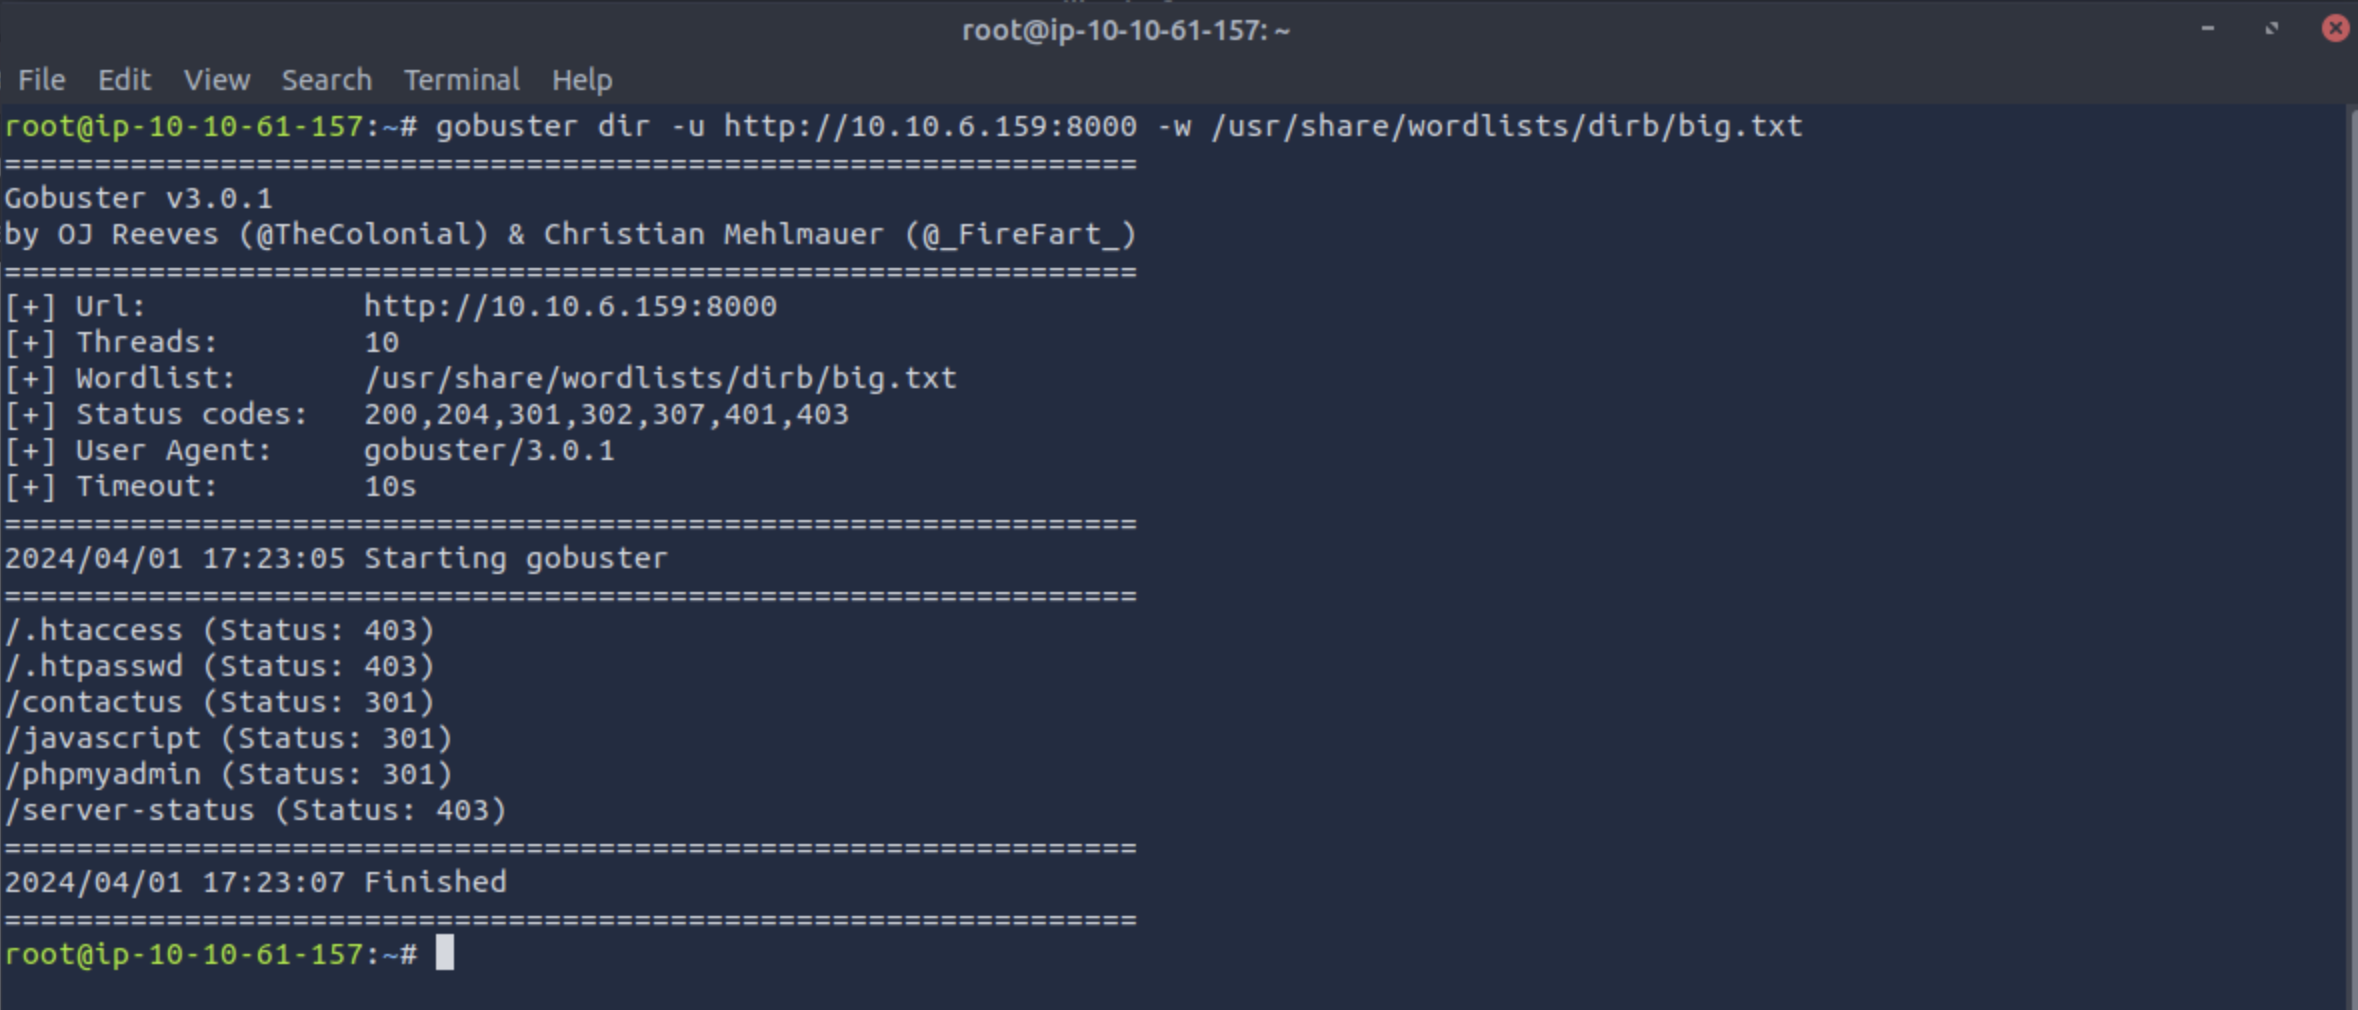 root@ip-10-10-61-157: ~
File Edit View Search Terminal Help
root@ip-10-10-61-157:~# gobuster dir -u http://10.10.6.159:8000 -w /usr/share/wordlists/dirb/big.txt
===============================================================
Gobuster v3.0.1
by OJ Reeves (@TheColonial) & Christian Mehlmauer (@_FireFart_)
===============================================================
[+] Url:            http://10.10.6.159:8000
[+] Threads:        10
[+] Wordlist:       /usr/share/wordlists/dirb/big.txt
[+] Status codes:   200,204,301,302,307,401,403
[+] User Agent:     gobuster/3.0.1
[+] Timeout:        10s
===============================================================
2024/04/01 17:23:05 Starting gobuster
===============================================================
/.htaccess (Status: 403)
/.htpasswd (Status: 403)
/contactus (Status: 301)
/javascript (Status: 301)
/phpmyadmin (Status: 301)
/server-status (Status: 403)
===============================================================
2024/04/01 17:23:07 Finished
===============================================================
root@ip-10-10-61-157:~#